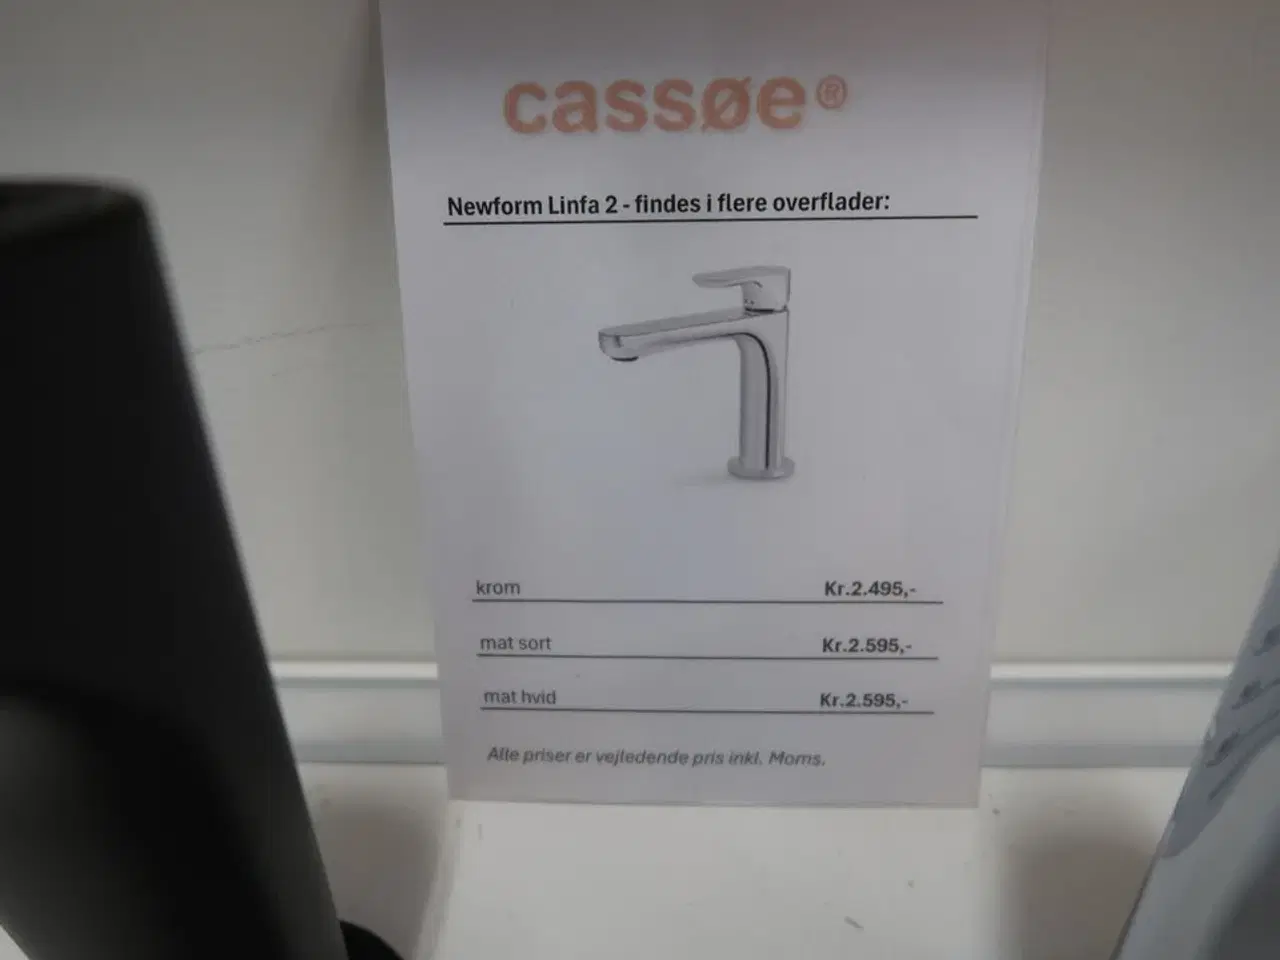 cassøe®
Newform Linfa 2 - findes i flere overflader:
krom Kr.2.495,-
mat sort Kr.2.595,-
mat hvid Kr.2.595,-
Alle priser er vejledende pris inkl. Moms.